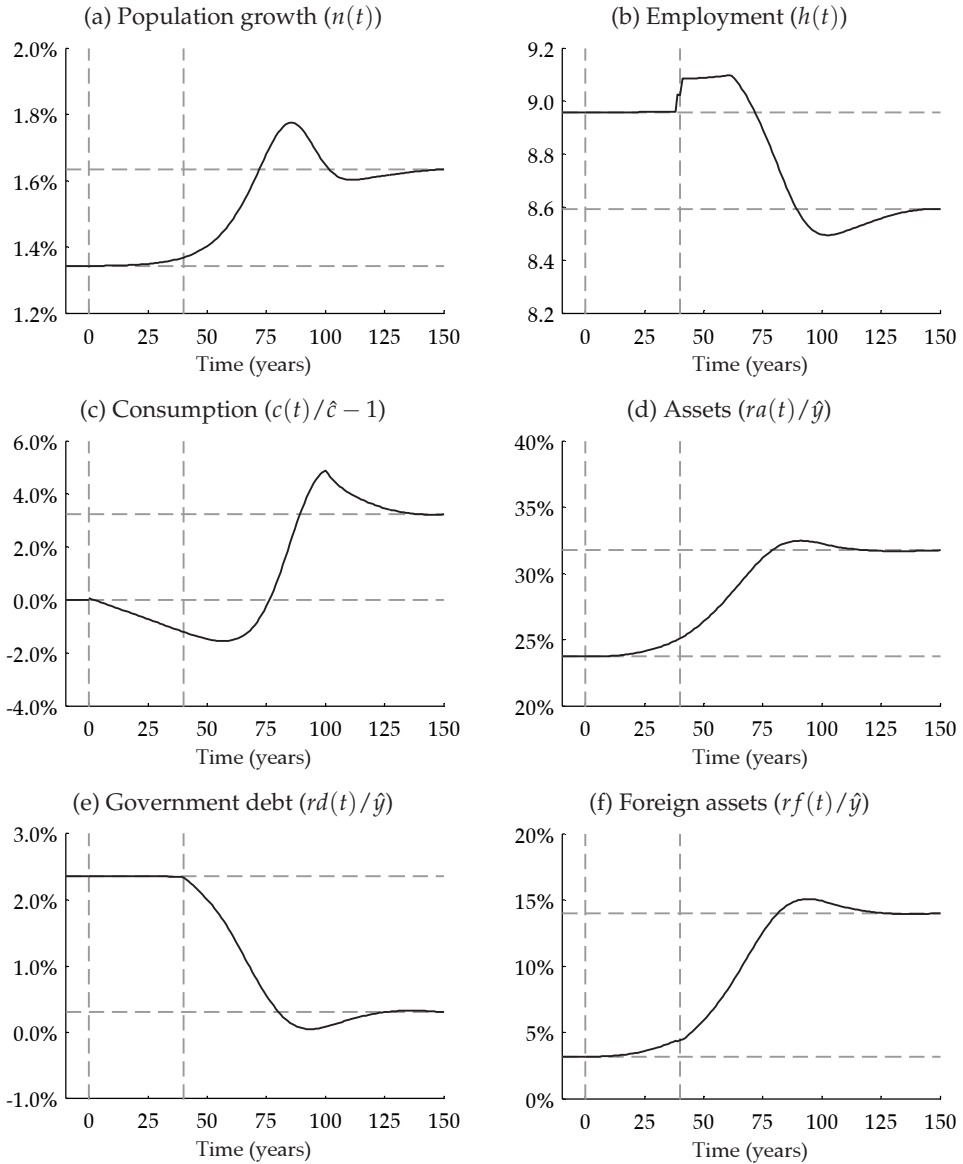 (a) Population growth (n(t))
2.0%
1.8%
1.6%
1.4%
1.2%
0 25 50 75 100 125 150
Time (years)
(b) Employment (h(t))
9.2
9.0
8.8
8.6
8.4
8.2
0 25 50 75 100 125 150
Time (years)
(c) Consumption (c(t)/ĉ − 1)
6.0%
4.0%
2.0%
0.0%
-2.0%
-4.0%
0 25 50 75 100 125 150
Time (years)
(d) Assets (ra(t)/ŷ)
40%
35%
30%
25%
20%
0 25 50 75 100 125 150
Time (years)
(e) Government debt (rd(t)/ŷ)
3.0%
2.0%
1.0%
0.0%
-1.0%
0 25 50 75 100 125 150
Time (years)
(f) Foreign assets (rf(t)/ŷ)
20%
15%
10%
5%
0%
0 25 50 75 100 125 150
Time (years)